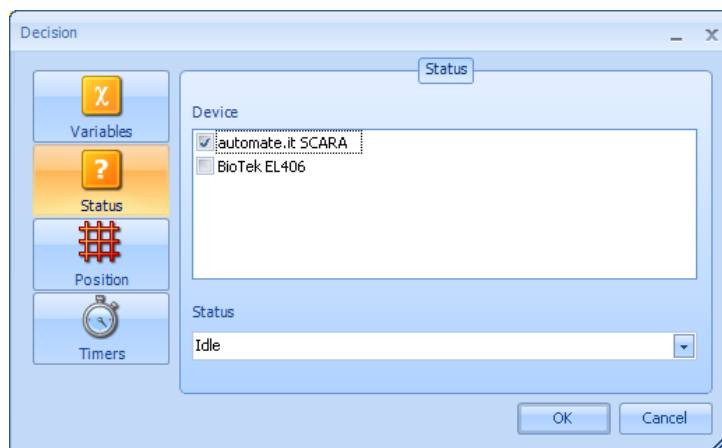 Decision
Variables
Status
Position
Timers
Status
Device
automate.it SCARA
BioTek EL406
Status
Idle
OK
Cancel